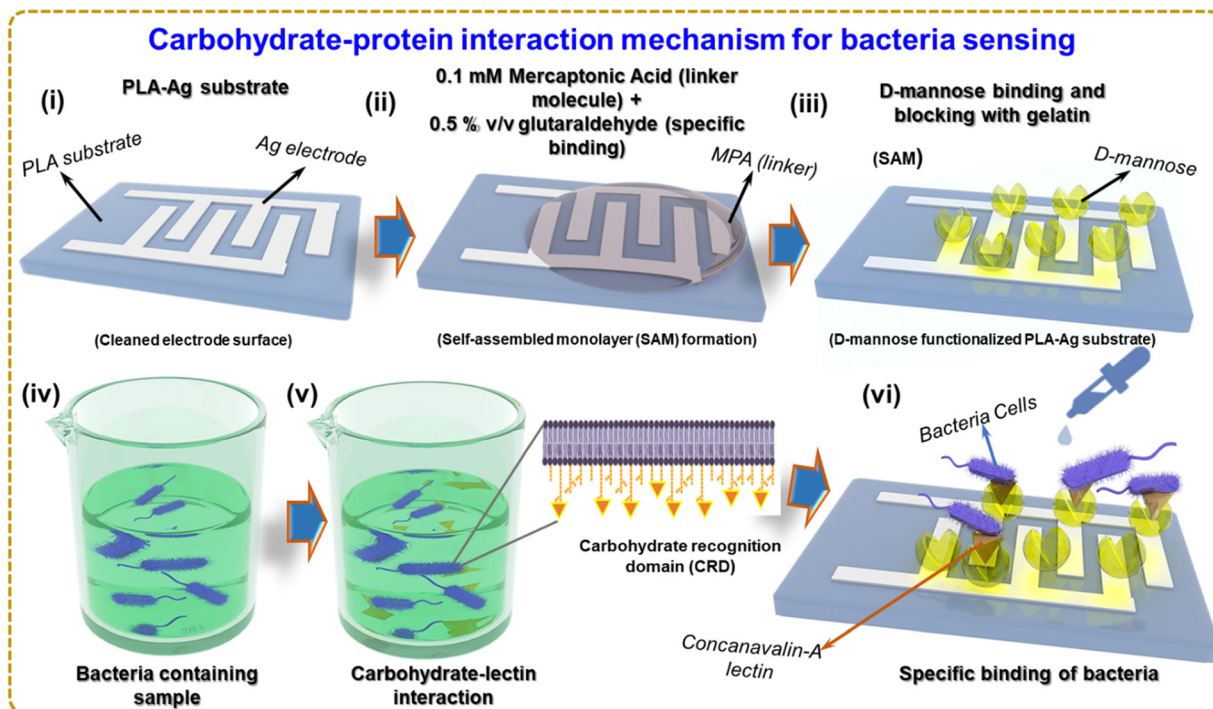 Carbohydrate-protein interaction mechanism for bacteria sensing
(i)
PLA-Ag substrate
PLA substrate
Ag electrode
(Cleaned electrode surface)
(ii)
0.1 mM Mercaptonic Acid (linker
molecule) +
0.5 % v/v glutaraldehyde (specific
binding)
MPA (linker)
(Self-assembled monolayer (SAM) formation)
(iii)
D-mannose binding and
blocking with gelatin
(SAM)
D-mannose
(D-mannose functionalized PLA-Ag substrate)
(iv)
Bacteria containing
sample
(v)
Carbohydrate-lectin
interaction
Carbohydrate recognition
domain (CRD)
(vi)
Bacteria Cells
Concanavalin-A
lectin
Specific binding of bacteria